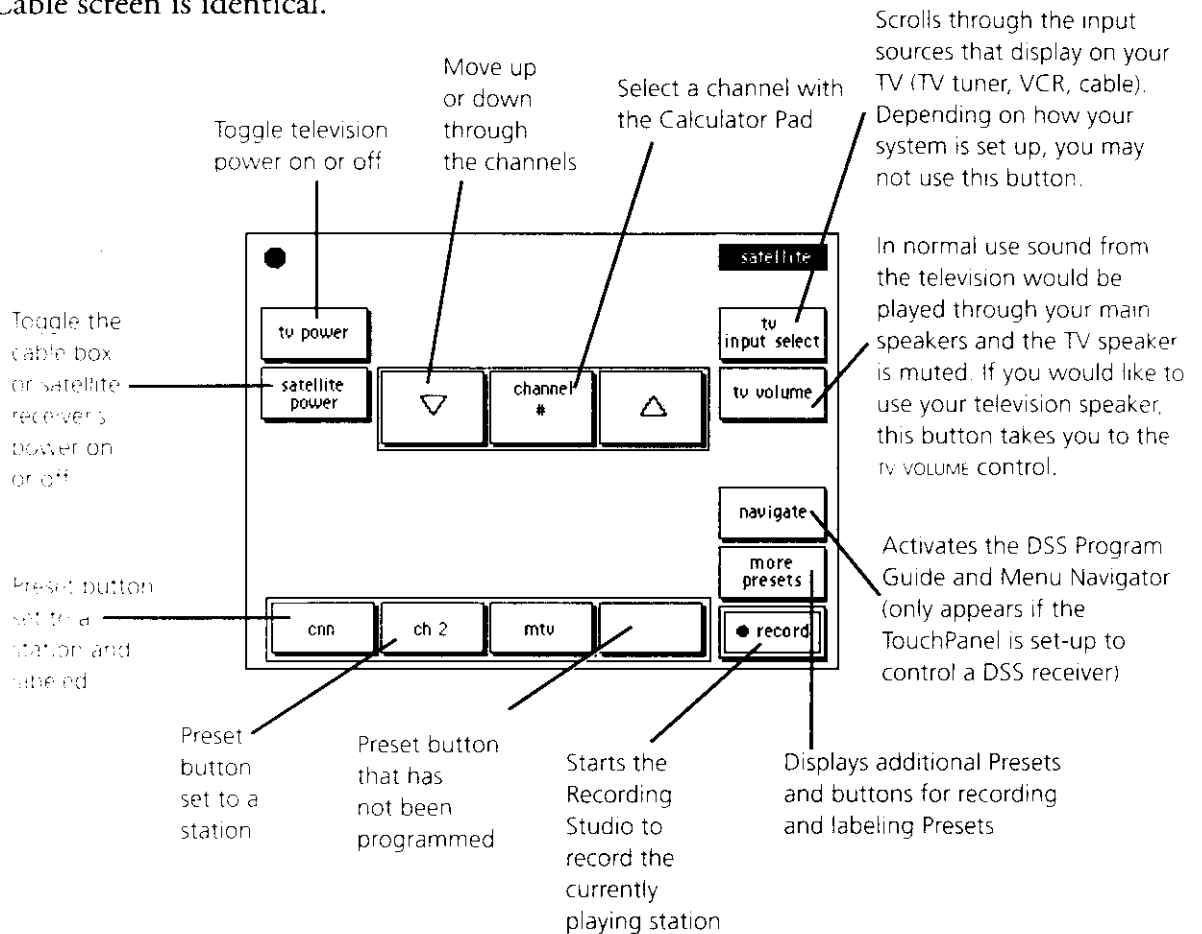 Cable screen is identical.
Scrolls through the input
sources that display on your
TV (TV tuner, VCR, cable).
Depending on how your
system is set up, you may
not use this button.
Move up
or down
through
the channels
Select a channel with
the Calculator Pad
Toggle television
power on or off
satellite
In normal use sound from
the television would be
played through your main
speakers and the TV speaker
is muted. If you would like to
use your television speaker,
this button takes you to the
TV VOLUME control.
Toggle the
cable box
or satellite
receiver's
power on
or off
tv power
tv
input select
satellite
power
channel
#
tv volume
navigate
more
presets
Activates the DSS Program
Guide and Menu Navigator
(only appears if the
TouchPanel is set-up to
control a DSS receiver)
Preset button
set to a
station and
labeled
cnn
ch 2
mtv
record
Preset
button
set to a
station
Preset button
that has
not been
programmed
Starts the
Recording
Studio to
record the
currently
playing station
Displays additional Presets
and buttons for recording
and labeling Presets